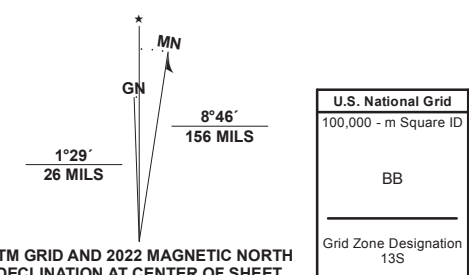 ★
MN
GN
8°46´
156 MILS
1°29´
26 MILS
TM GRID AND 2022 MAGNETIC NORTH
DECLINATION AT CENTER OF SHEET
U.S. National Grid
100,000 - m Square ID
BB
Grid Zone Designation
13S